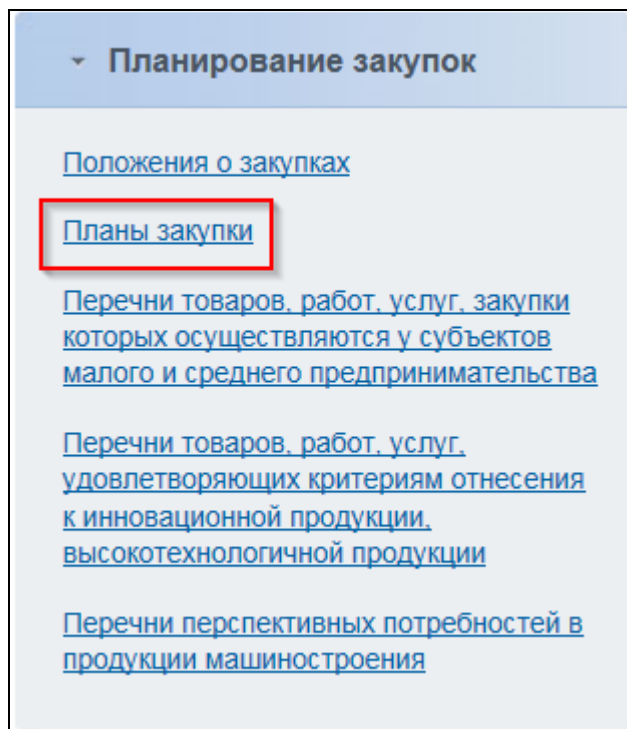 Планирование закупок
Положения о закупках
Планы закупки
Перечни товаров, работ, услуг, закупки
которых осуществляются у субъектов
малого и среднего предпринимательства
Перечни товаров, работ, услуг,
удовлетворяющих критериям отнесения
к инновационной продукции,
высокотехнологичной продукции
Перечни перспективных потребностей в
продукции машиностроения